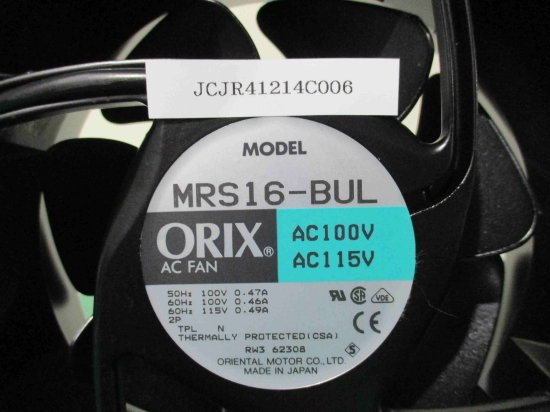 JCJR41214C006
MODEL
MRS16-BUL
ORIX®
AC FAN
AC100V
AC115V
50Hz 100V 0.47A
60Hz 100V 0.46A
60Hz 115V 0.49A
2P
TPL N
THERMALLY PROTECTED(CSA)
RW3 62308
ORIENTAL MOTOR CO.,LTD.
MADE IN JAPAN
VDE
CE
S